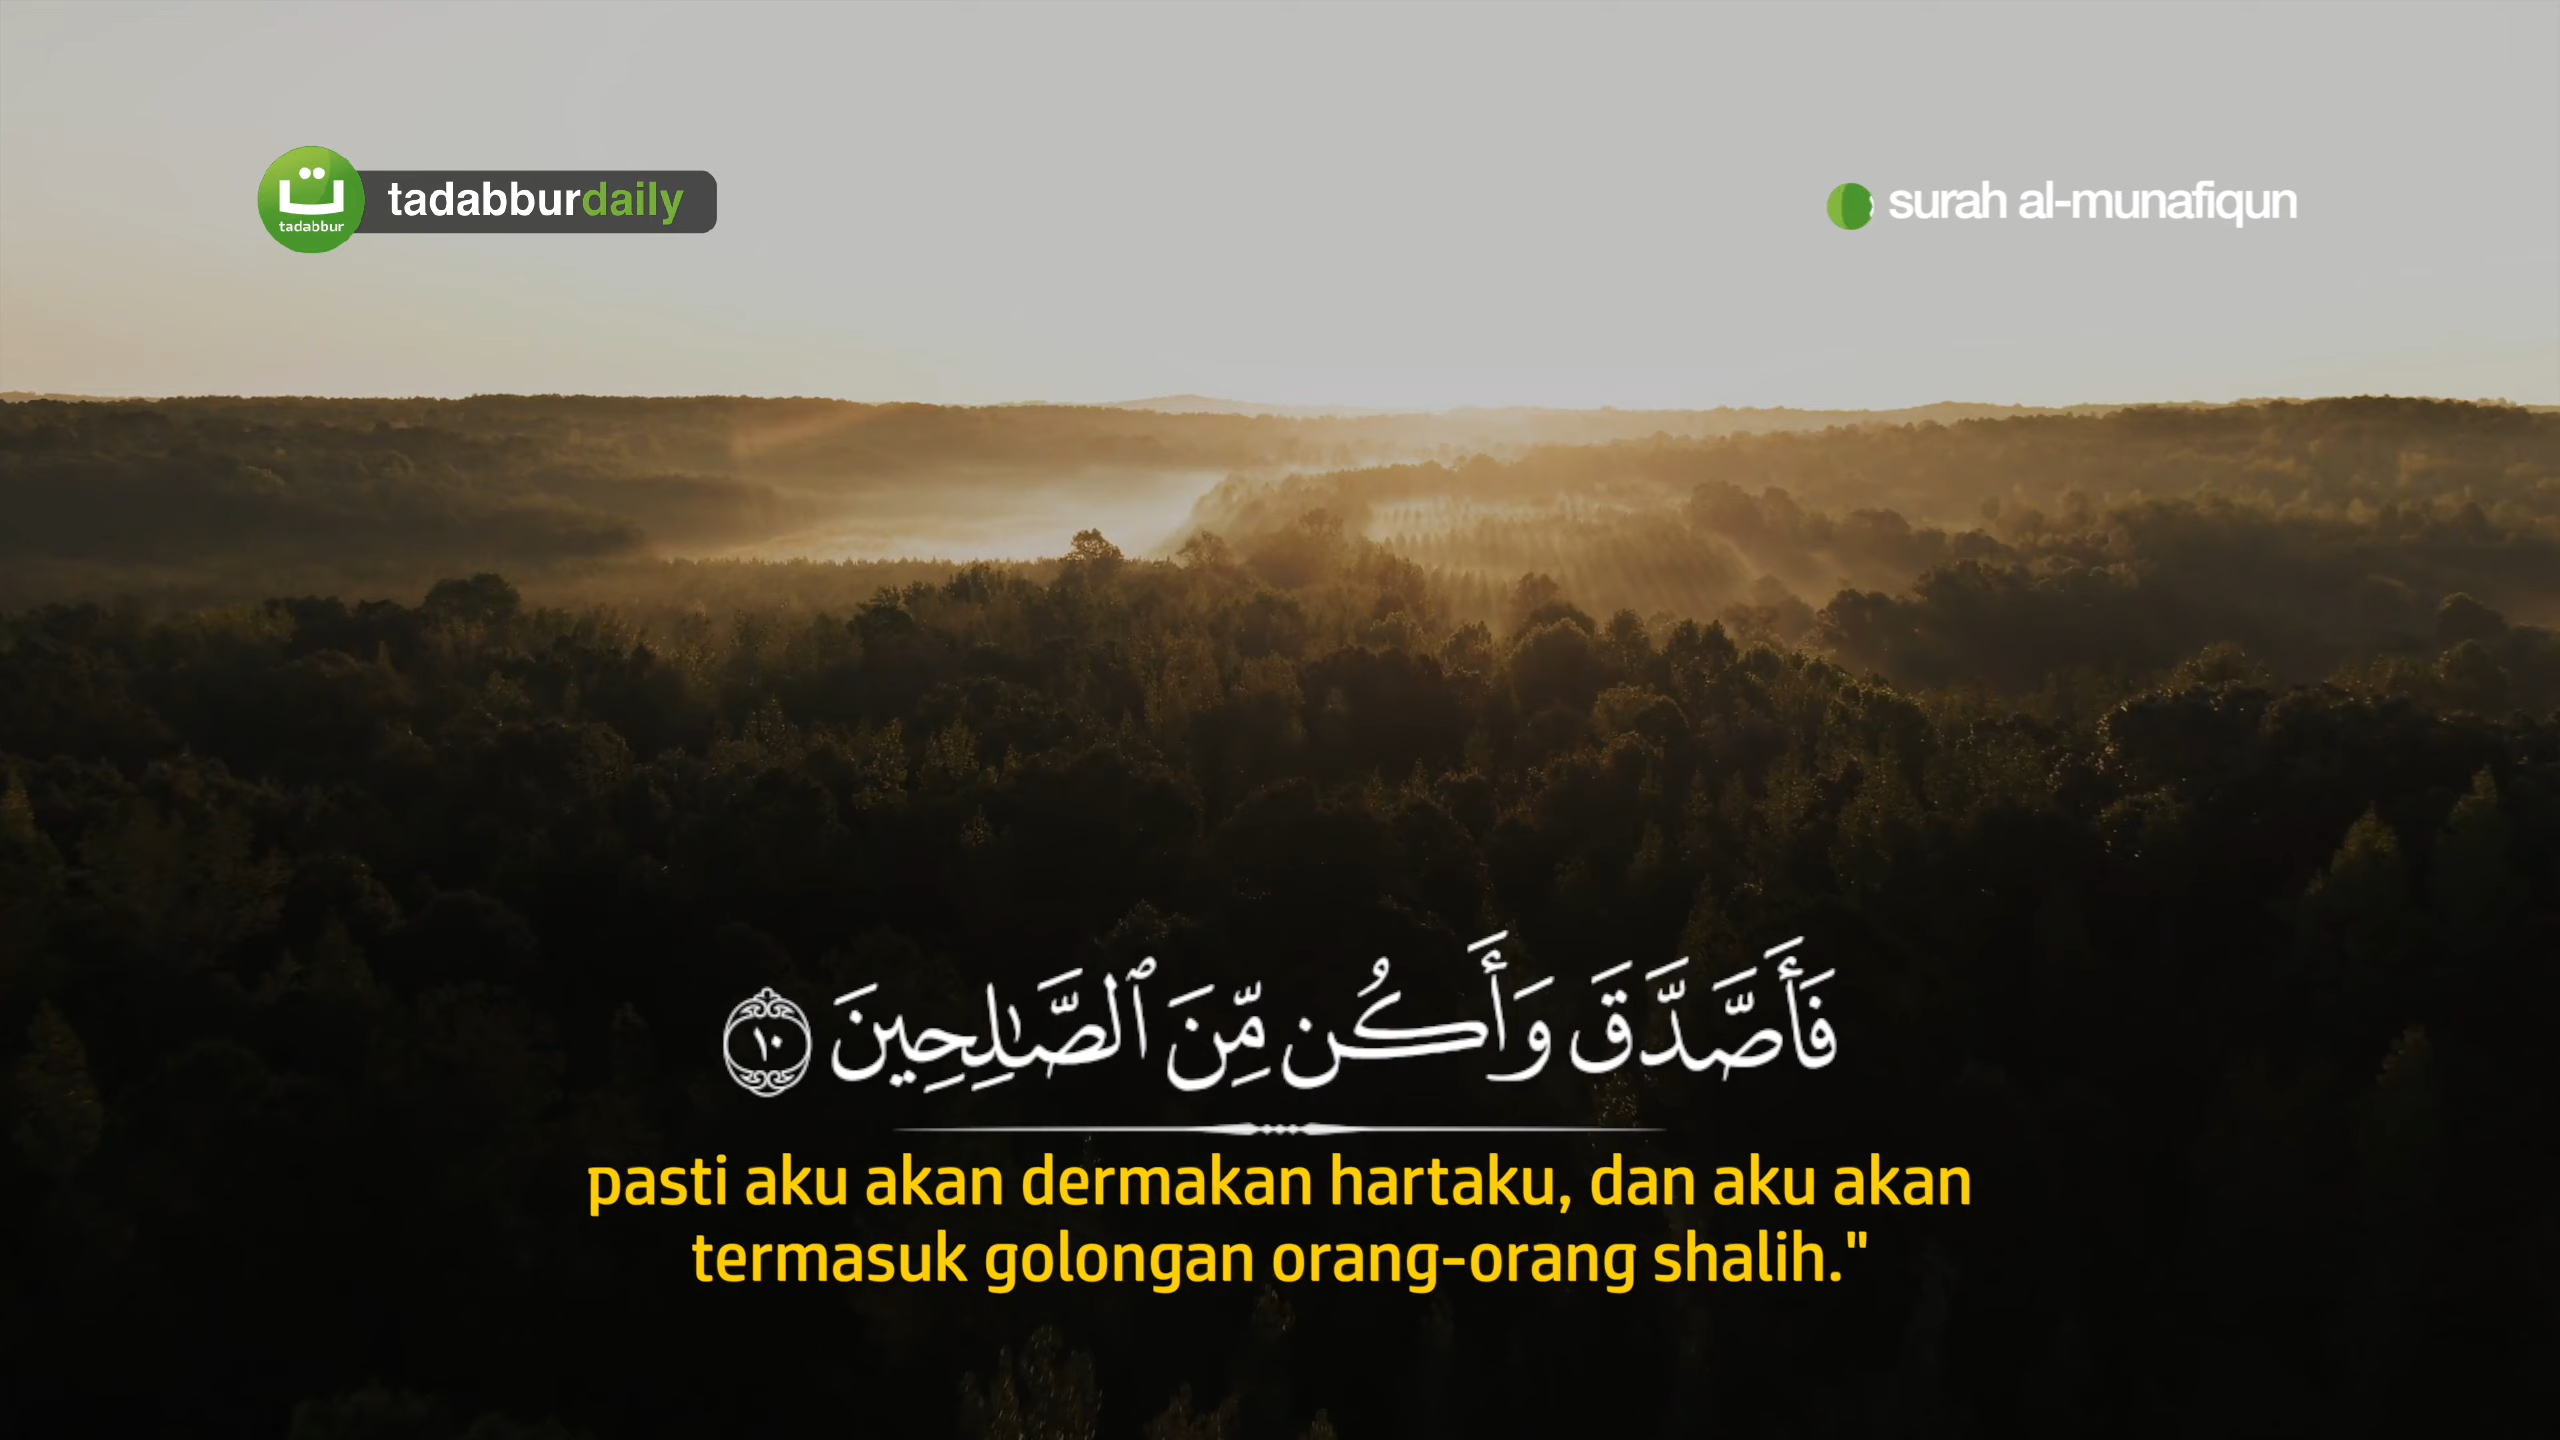 ت
tadabbur
tadabburdaily
surah al-munafiqun
فَأَصَّدَّقَ وَأَكُن مِّنَ ٱلصَّـٰلِحِينَ ١٠
pasti aku akan dermakan hartaku, dan aku akan
termasuk golongan orang-orang shalih."